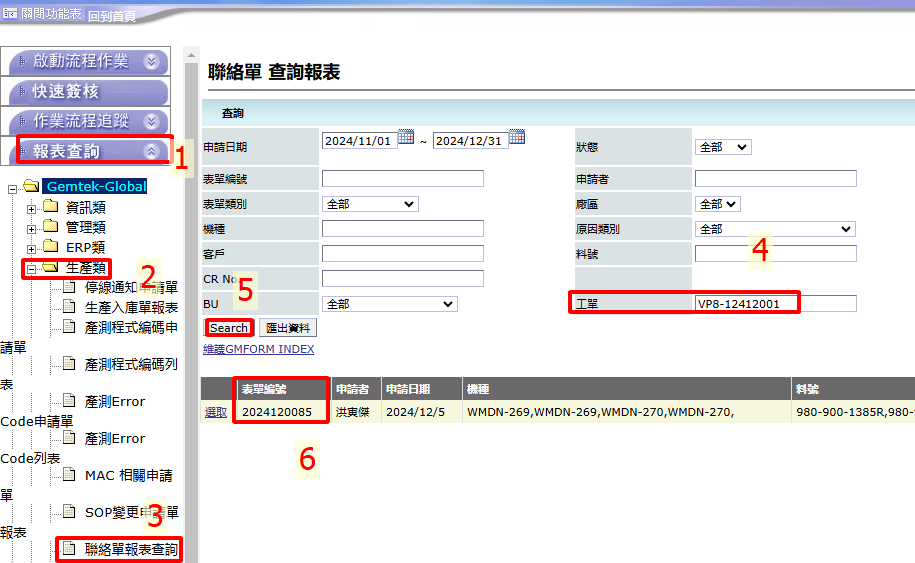 關閉功能表 回到首頁
啟動流程作業
快速簽核
作業流程追蹤
報表查詢
1
Gemtek-Global
資訊類
管理類
ERP類
生產類
2
停線通知申請單
生產入庫單報表
產測程式編碼申
請單
產測程式編碼列
表
產測Error
Code申請單
產測Error
Code列表
MAC 相關申請
單
SOP變更申請單
3
報表
聯絡單報表查詢
聯絡單 查詢報表
查詢
申請日期 2024/11/01 ~ 2024/12/31 狀態 全部
表單編號 申請者
表單類別 全部 廠區 全部
機種 原因類別 全部
客戶 料號
4
CR No
5
BU 全部 工單 VP8-12412001
Search 匯出資料
維護GMFORM INDEX
表單編號 申請者 申請日期 機種 料號
選取 2024120085 洪寅傑 2024/12/5 WMDN-269,WMDN-269,WMDN-270,WMDN-270, 980-900-1385R,980-
6